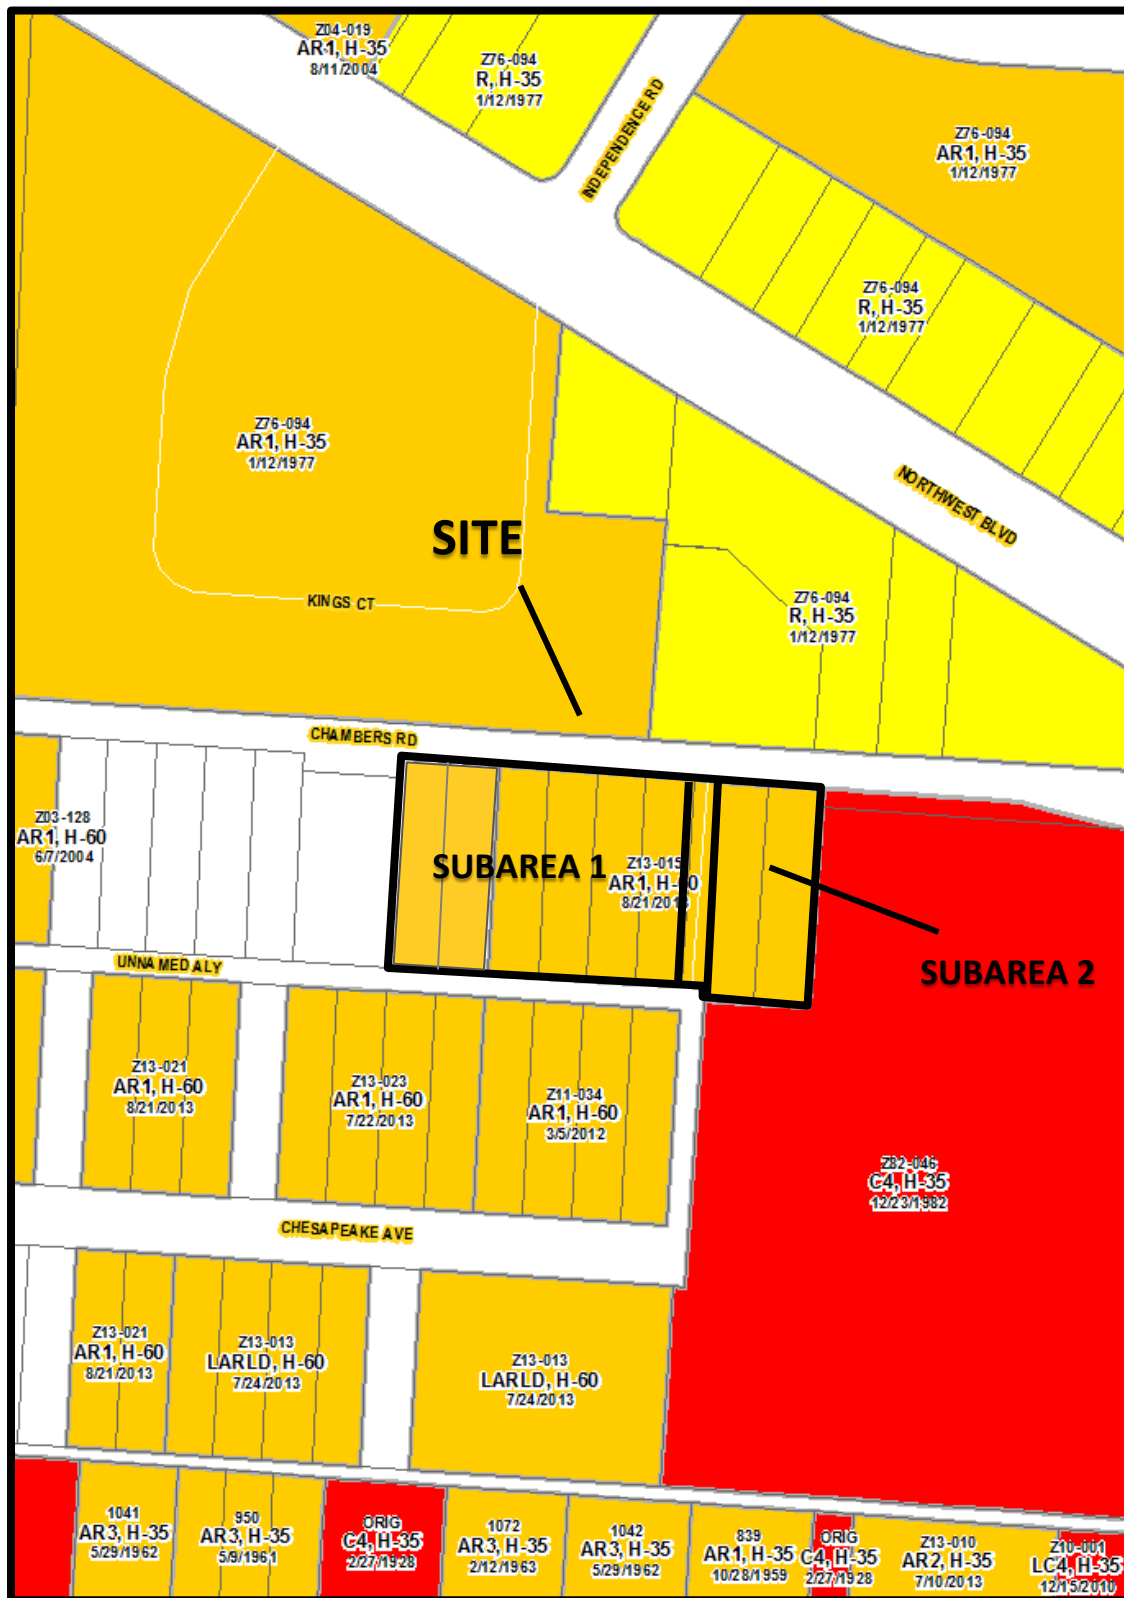 Z04-019
AR1, H-35
8/11/2004
Z76-094
R, H-35
1/12/1977
INDEPENDENCE RD
Z76-094
AR1, H-35
1/12/1977
Z76-094
R, H-35
1/12/1977
Z76-094
AR1, H-35
1/12/1977
NORTHWEST BLVD
SITE
KINGS CT
Z76-094
R, H-35
1/12/1977
CHAMBERS RD
Z03-128
AR1, H-60
6/7/2004
SUBAREA 1
Z13-015
AR1, H-60
8/21/2013
SUBAREA 2
UNNAMED ALY
Z13-021
AR1, H-60
8/21/2013
Z13-023
AR1, H-60
7/22/2013
Z11-034
AR1, H-60
3/5/2012
Z82-046
C4, H-35
12/23/1982
CHESAPEAKE AVE
Z13-021
AR1, H-60
8/21/2013
Z13-013
LARLD, H-60
7/24/2013
Z13-013
LARLD, H-60
7/24/2013
1041
AR3, H-35
5/29/1962
950
AR3, H-35
5/9/1961
ORIG
C4, H-35
2/27/1928
1072
AR3, H-35
2/12/1963
1042
AR3, H-35
5/29/1962
839
AR1, H-35
10/28/1959
ORIG
C4, H-35
2/27/1928
Z13-010
AR2, H-35
7/10/2013
Z10-001
LC4, H-35
12/15/2010